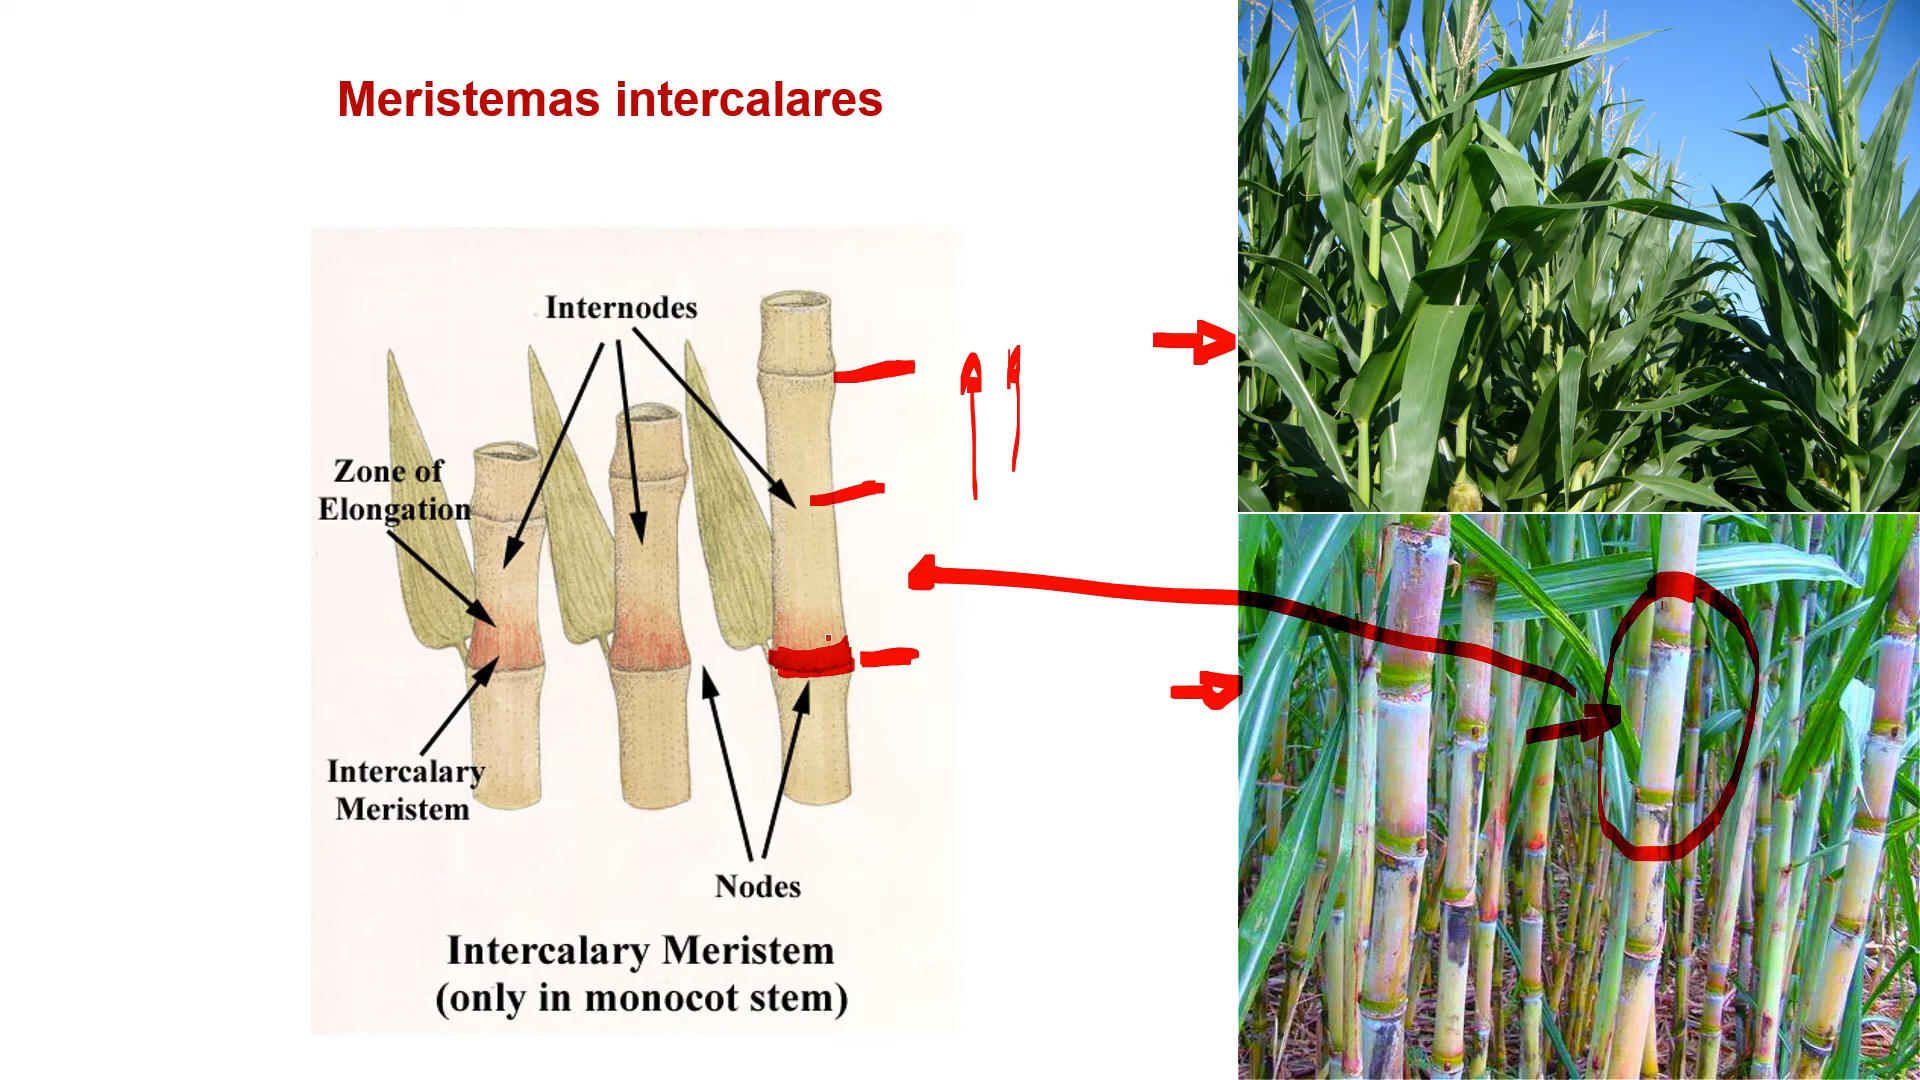 Meristemas intercalares
Internodes
Zone of
Elongation
Intercalary
Meristem
Nodes
Intercalary Meristem
(only in monocot stem)